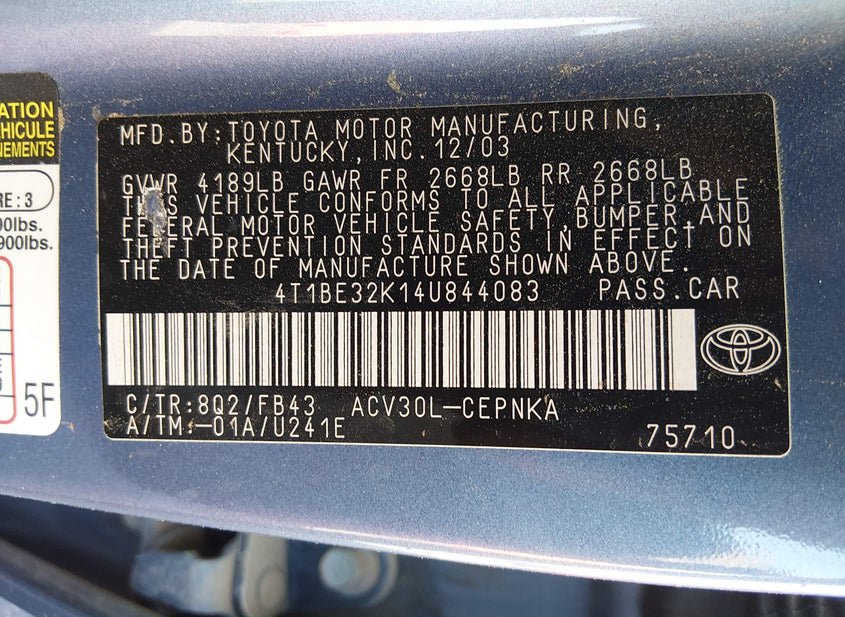 ATION
ÉHICULE
NEMENTS
RE : 3
00lbs.
900lbs.
5F
MFD. BY: TOYOTA MOTOR MANUFACTURING,
KENTUCKY, INC. 12/03
GVWR 4189LB GAWR FR 2668LB RR 2668LB
THIS VEHICLE CONFORMS TO ALL APPLICABLE
FEDERAL MOTOR VEHICLE SAFETY, BUMPER, AND
THEFT PREVENTION STANDARDS IN EFFECT ON
THE DATE OF MANUFACTURE SHOWN ABOVE.
4T1BE32K14U844083 PASS. CAR
C/TR: 8Q2/FB43 ACV30L-CEPNKA
A/TM: -01A/U241E 75710